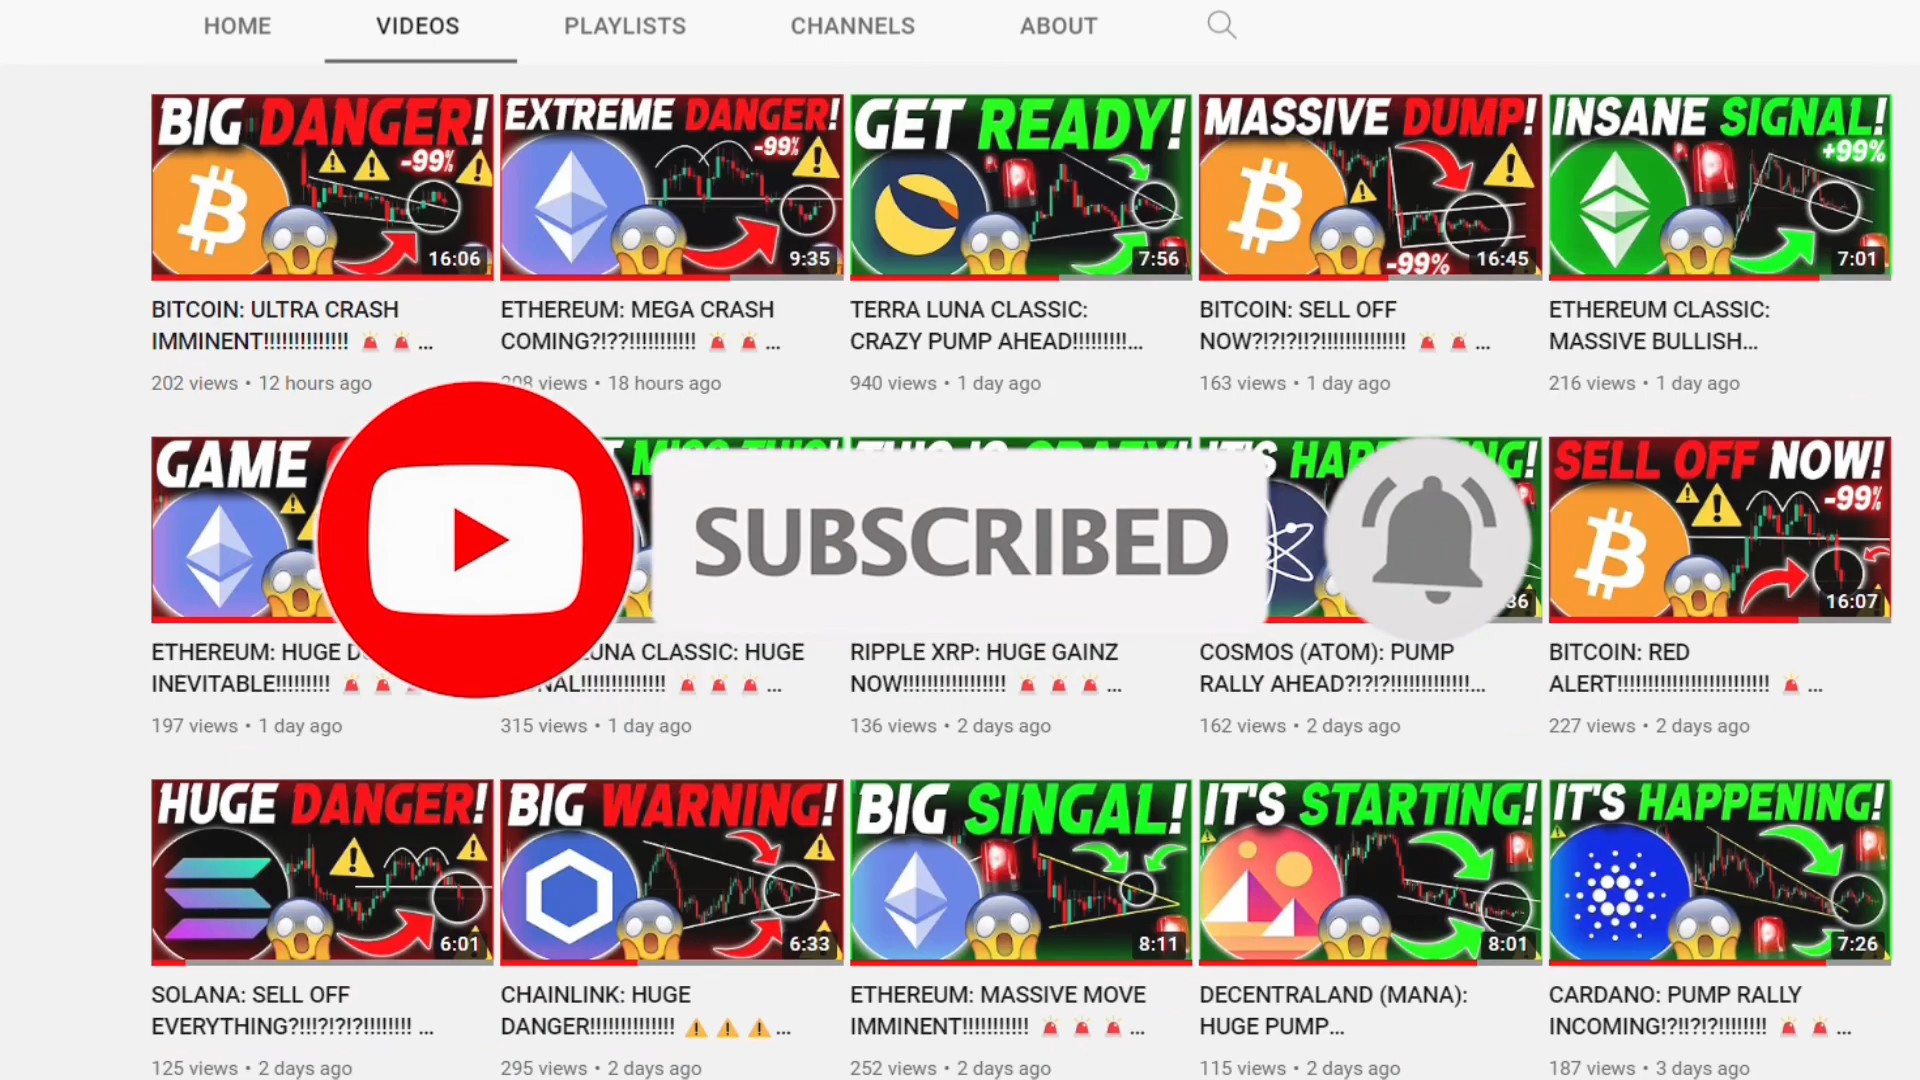 HOME VIDEOS PLAYLISTS CHANNELS ABOUT
BIG DANGER!
-99%
16:06
EXTREME DANGER!
-99%
9:35
GET READY!
7:56
MASSIVE DUMP!
-99%
16:45
INSANE SIGNAL!
+99%
7:01
BITCOIN: ULTRA CRASH
IMMINENT!!!!!!!!!!!!!! 🚨 🚨 ...
202 views • 12 hours ago
ETHEREUM: MEGA CRASH
COMING?!??!!!!!!!!!!! 🚨 🚨 ...
views • 18 hours ago
TERRA LUNA CLASSIC:
CRAZY PUMP AHEAD!!!!!!!!!...
940 views • 1 day ago
BITCOIN: SELL OFF
NOW?!?!?!!?!!!!!!!!!!!!!! 🚨 🚨 ...
163 views • 1 day ago
ETHEREUM CLASSIC:
MASSIVE BULLISH...
216 views • 1 day ago
GAME
SUBSCRIBED
SELL OFF NOW!
-99%
16:07
ETHEREUM: HUGE
INEVITABLE!!!!!!!!! 🚨 🚨
197 views • 1 day ago
CLASSIC: HUGE
!!!!!!!!!!!!! 🚨 🚨 🚨 ...
315 views • 1 day ago
RIPPLE XRP: HUGE GAINZ
NOW!!!!!!!!!!!!!!!!! 🚨 🚨 🚨 ...
136 views • 2 days ago
COSMOS (ATOM): PUMP
RALLY AHEAD?!?!?!!!!!!!!!!!!!...
162 views • 2 days ago
BITCOIN: RED
ALERT!!!!!!!!!!!!!!!!!!!!!!!!! 🚨 ...
227 views • 2 days ago
HUGE DANGER!
6:01
BIG WARNING!
6:33
BIG SINGAL!
8:11
IT'S STARTING!
8:01
IT'S HAPPENING!
7:26
SOLANA: SELL OFF
EVERYTHING?!!!?!?!?!!!!!!!! ...
125 views • 2 days ago
CHAINLINK: HUGE
DANGER!!!!!!!!!!!!!! ⚠️ ⚠️ ⚠️ ...
295 views • 2 days ago
ETHEREUM: MASSIVE MOVE
IMMINENT!!!!!!!!!!! 🚨 🚨 🚨 ...
252 views • 2 days ago
DECENTRALAND (MANA):
HUGE PUMP...
115 views • 2 days ago
CARDANO: PUMP RALLY
INCOMING!?!!?!?!!!!!!!! 🚨 🚨 ...
187 views • 3 days ago